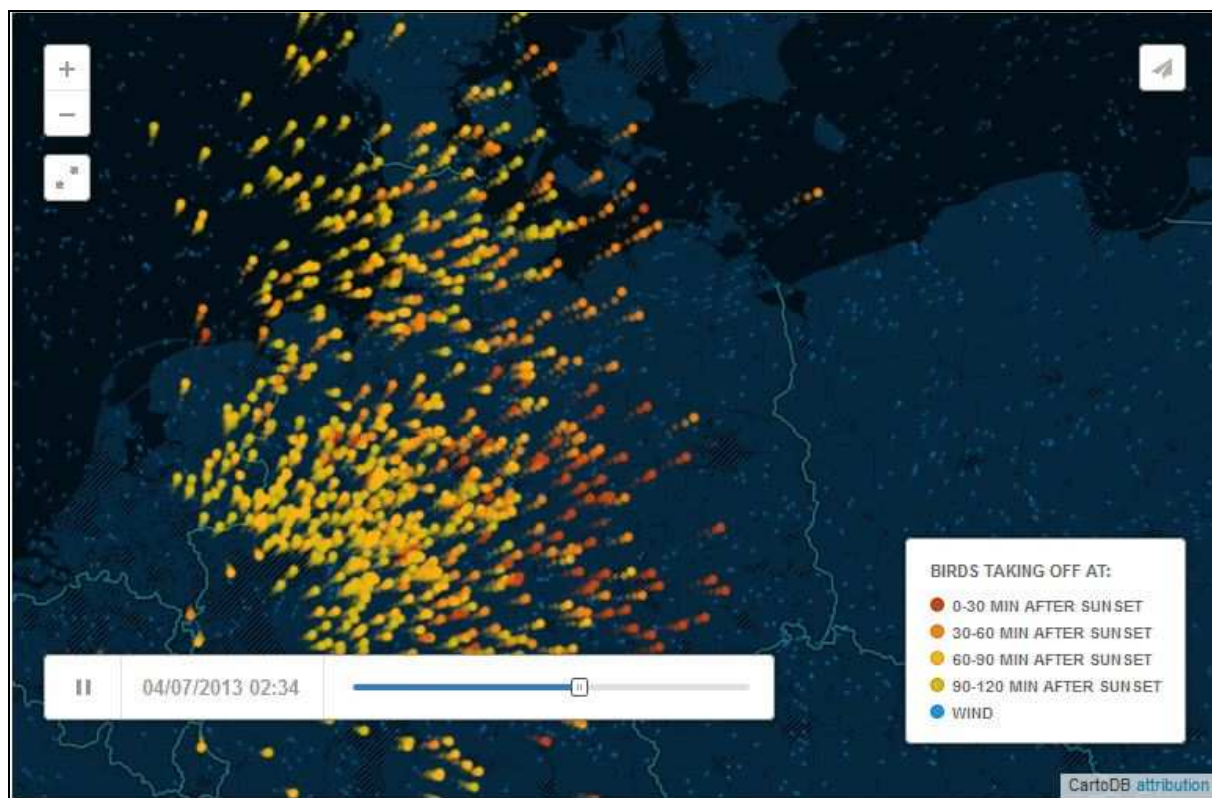 +
−
BIRDS TAKING OFF AT:
0-30 MIN AFTER SUNSET
30-60 MIN AFTER SUNSET
60-90 MIN AFTER SUNSET
90-120 MIN AFTER SUNSET
WIND
04/07/2013 02:34
CartoDB attribution